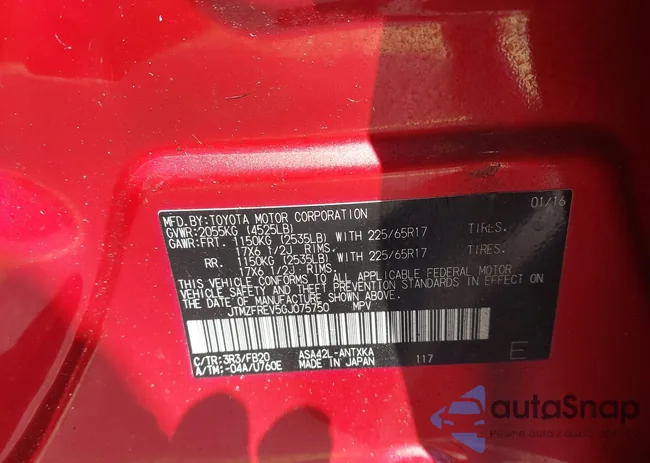 MFD. BY:TOYOTA MOTOR CORPORATION 01/16
GVWR:2055KG (4525LB)
GAWR:FRT. 1150KG (2535LB) WITH 225/65R17 TIRES.
17X6 1/2J RIMS.
RR. 1150KG (2535LB) WITH 225/65R17 TIRES.
17X6 1/2J RIMS.
THIS VEHICLE CONFORMS TO ALL APPLICABLE FEDERAL MOTOR
VEHICLE SAFETY AND THEFT PREVENTION STANDARDS IN EFFECT ON
THE DATE OF MANUFACTURE SHOWN ABOVE.
JTMZFREV5GJ075750 MPV
C/TR:3R3/FB20 ASA42L-ANTXKA
A/TM:-04A/U760E MADE IN JAPAN 117 E
autoSnap
Pewne auta z aukcji